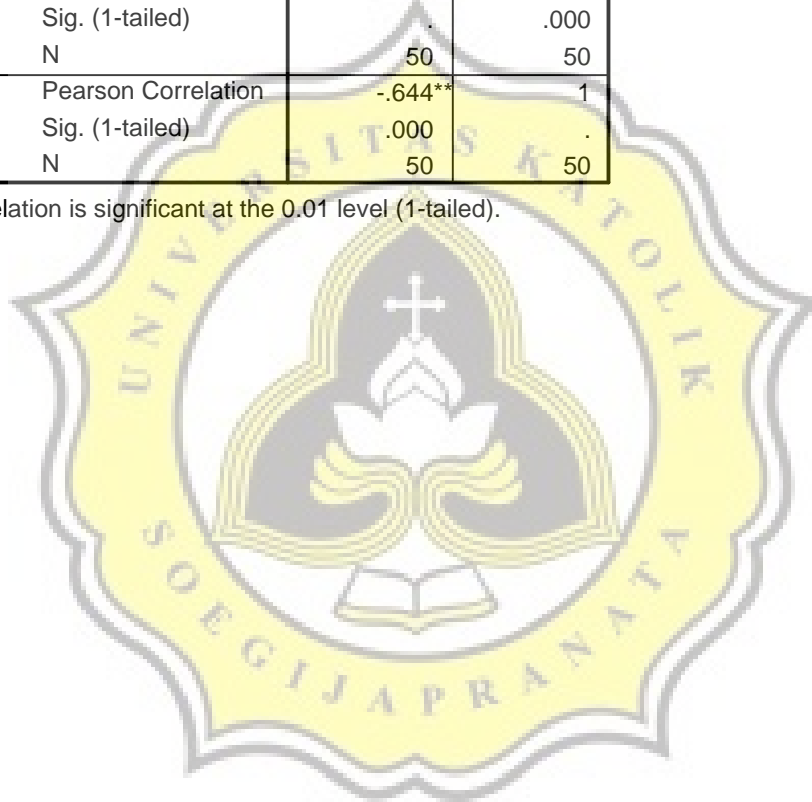 Sig. (1-tailed) . .000
N 50 50
Pearson Correlation -.644** 1
Sig. (1-tailed) .000 .
N 50 50
elation is significant at the 0.01 level (1-tailed).
UNIVERSITAS KATOLIK
SOEGIJAPRANATA